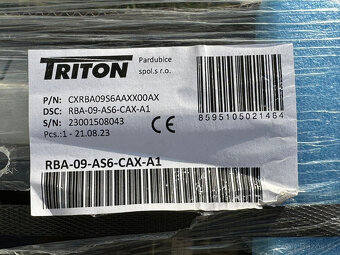 TRITON
Pardubice
spol.s r.o.
P/N: CXRBA09S6AAXX00AX
DSC: RBA-09-AS6-CAX-A1
S/N: 23001508043
Pcs.:1 - 21.08.23
8595105021464
RBA-09-AS6-CAX-A1